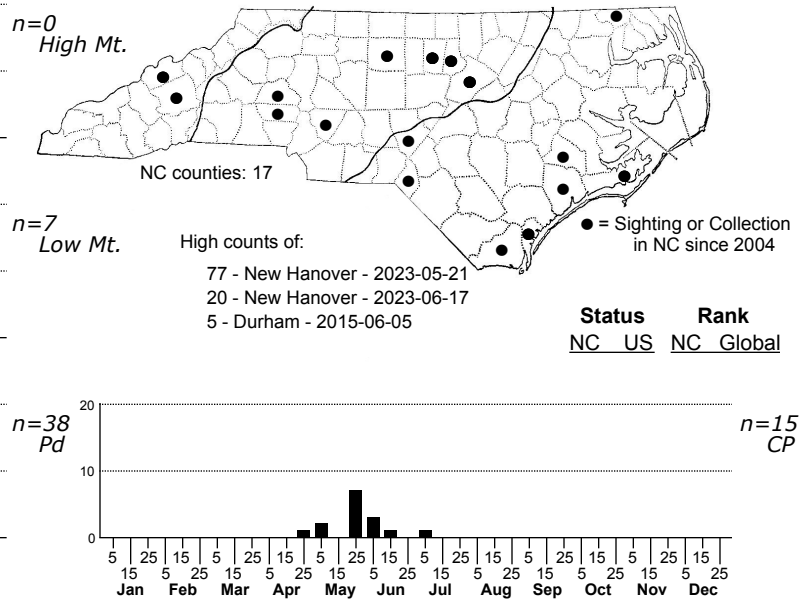 n=0
High Mt.
NC counties: 17
n=7
Low Mt.
High counts of:
77 - New Hanover - 2023-05-21
20 - New Hanover - 2023-06-17
5 - Durham - 2015-06-05
= Sighting or Collection
in NC since 2004
Status Rank
NC US NC Global
n=38
Pd
n=15
CP
20
10
0
5 25 15 5 25 15 5 25 15 5 25 15 5 25 15 5 25 15 5 25 15 5 25 15
15 5 25 15 5 25 15 5 25 15 5 25 15 5 25 15 5 25 15 5 25
Jan Feb Mar Apr May Jun Jul Aug Sep Oct Nov Dec